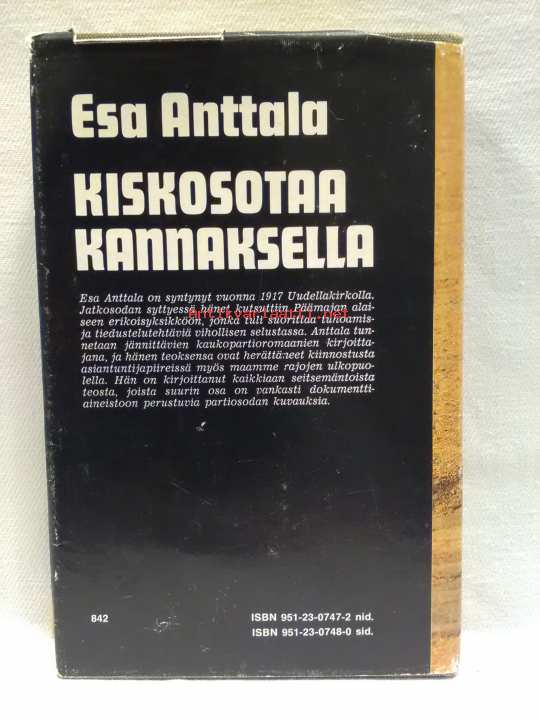 Esa Anttala
KISKOSOTAA
KANNAKSELLA
Esa Anttala on syntynyt vuonna 1917 Uudellakirkolla.
Jatkosodan syttyessä hänet kutsuttiin Päämajan alai-
seen erikoisyksikköön, jonka tuli suorittaa tuhoamis-
ja tiedustelutehtäviä vihollisen selustassa. Anttala tun-
netaan jännittävien kaukopartioromaanien kirjoitta-
jana, ja hänen teoksensa ovat herättäneet kiinnostusta
asiantuntijapiireissä myös maamme rajojen ulkopuo-
lella. Hän on kirjoittanut kaikkiaan seitsemäntoista
teosta, joista suurin osa on vankasti dokumentti-
aineistoon perustuvia partiosodan kuvauksia.
Antikvariaatti.net
842
ISBN 951-23-0747-2 nid.
ISBN 951-23-0748-0 sid.